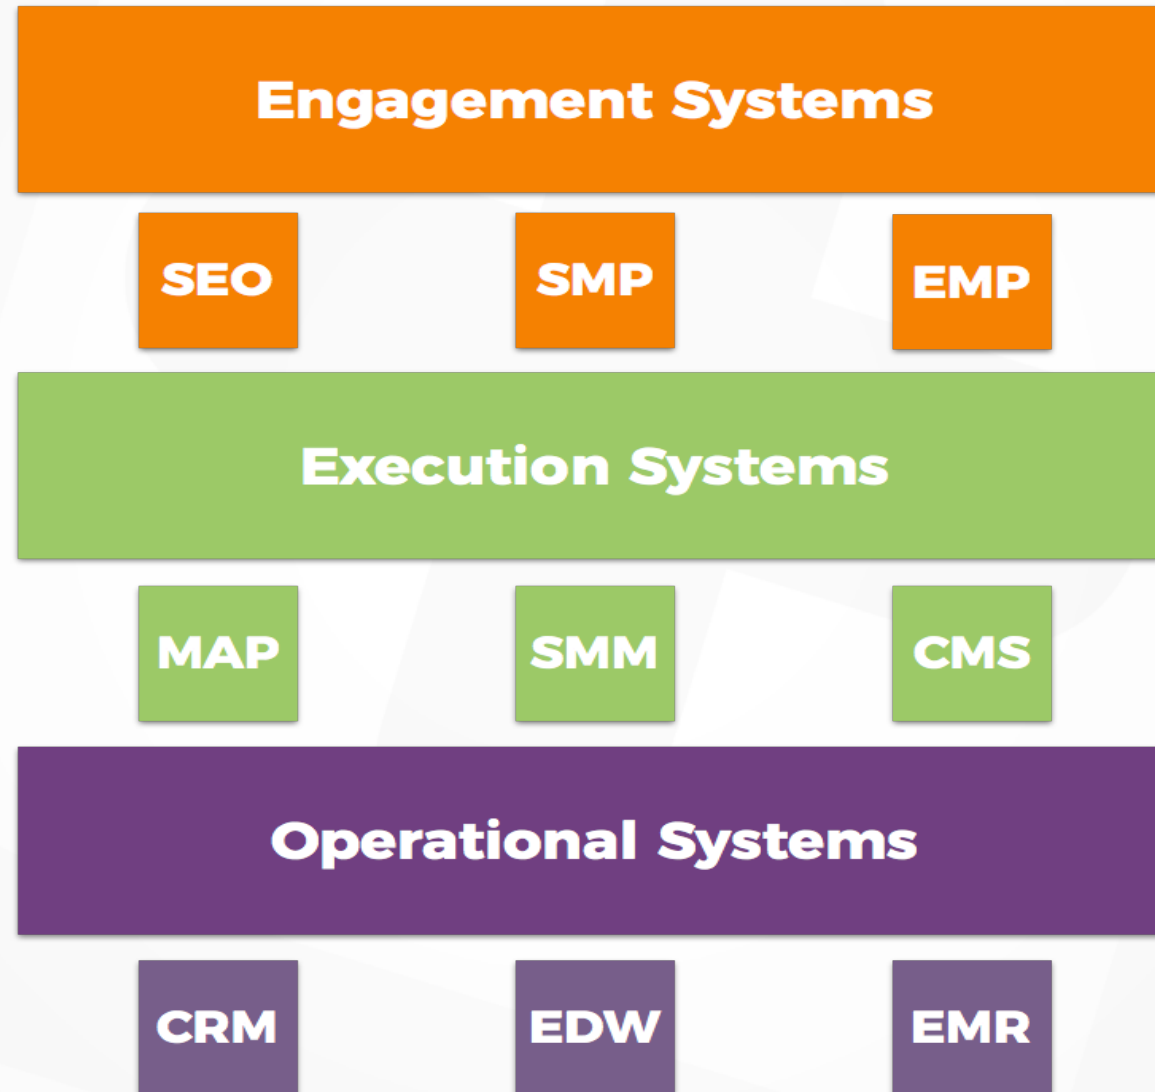 Engagement Systems
SEO SMP EMP
Execution Systems
MAP SMM CMS
Operational Systems
CRM EDW EMR